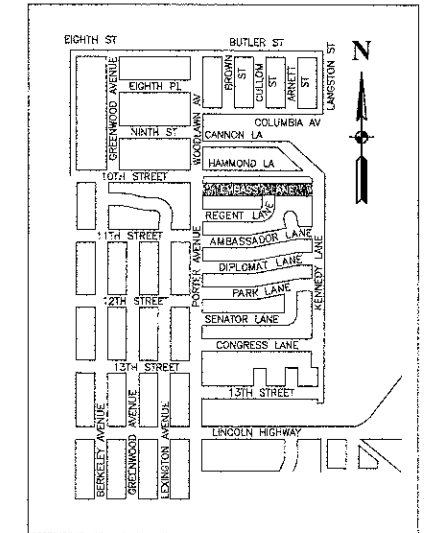 EIGHTH ST
BUTLER ST
N
GREENWOOD AVENUE
BROWN
ST
CULLOM
ST
ARNETT
ST
LANGSTON ST
EIGHTH PL
WOODLAWN AV
COLUMBIA AV
NINTH ST
CANNON LA
HAMMOND LA
10TH STREET
EMBASSY LANE
REGENT LANE
11TH STREET
AMBASSADOR LANE
PORTER AVENUE
DIPLOMAT LANE
KENNEDY LANE
PARK LANE
12TH STREET
SENATOR LANE
CONGRESS LANE
13TH STREET
13TH STREET
BERKELEY AVENUE
GREENWOOD AVENUE
LEXINGTON AVENUE
LINCOLN HIGHWAY